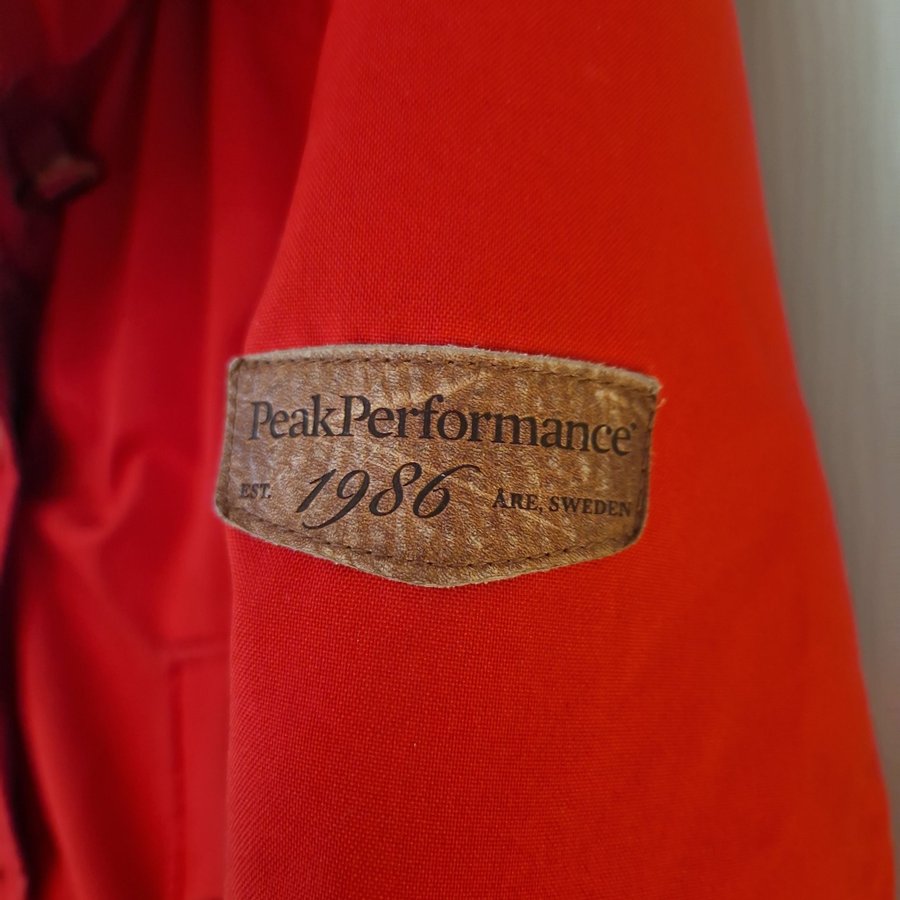 PeakPerformance®
EST. 1986 ÅRE, SWEDEN